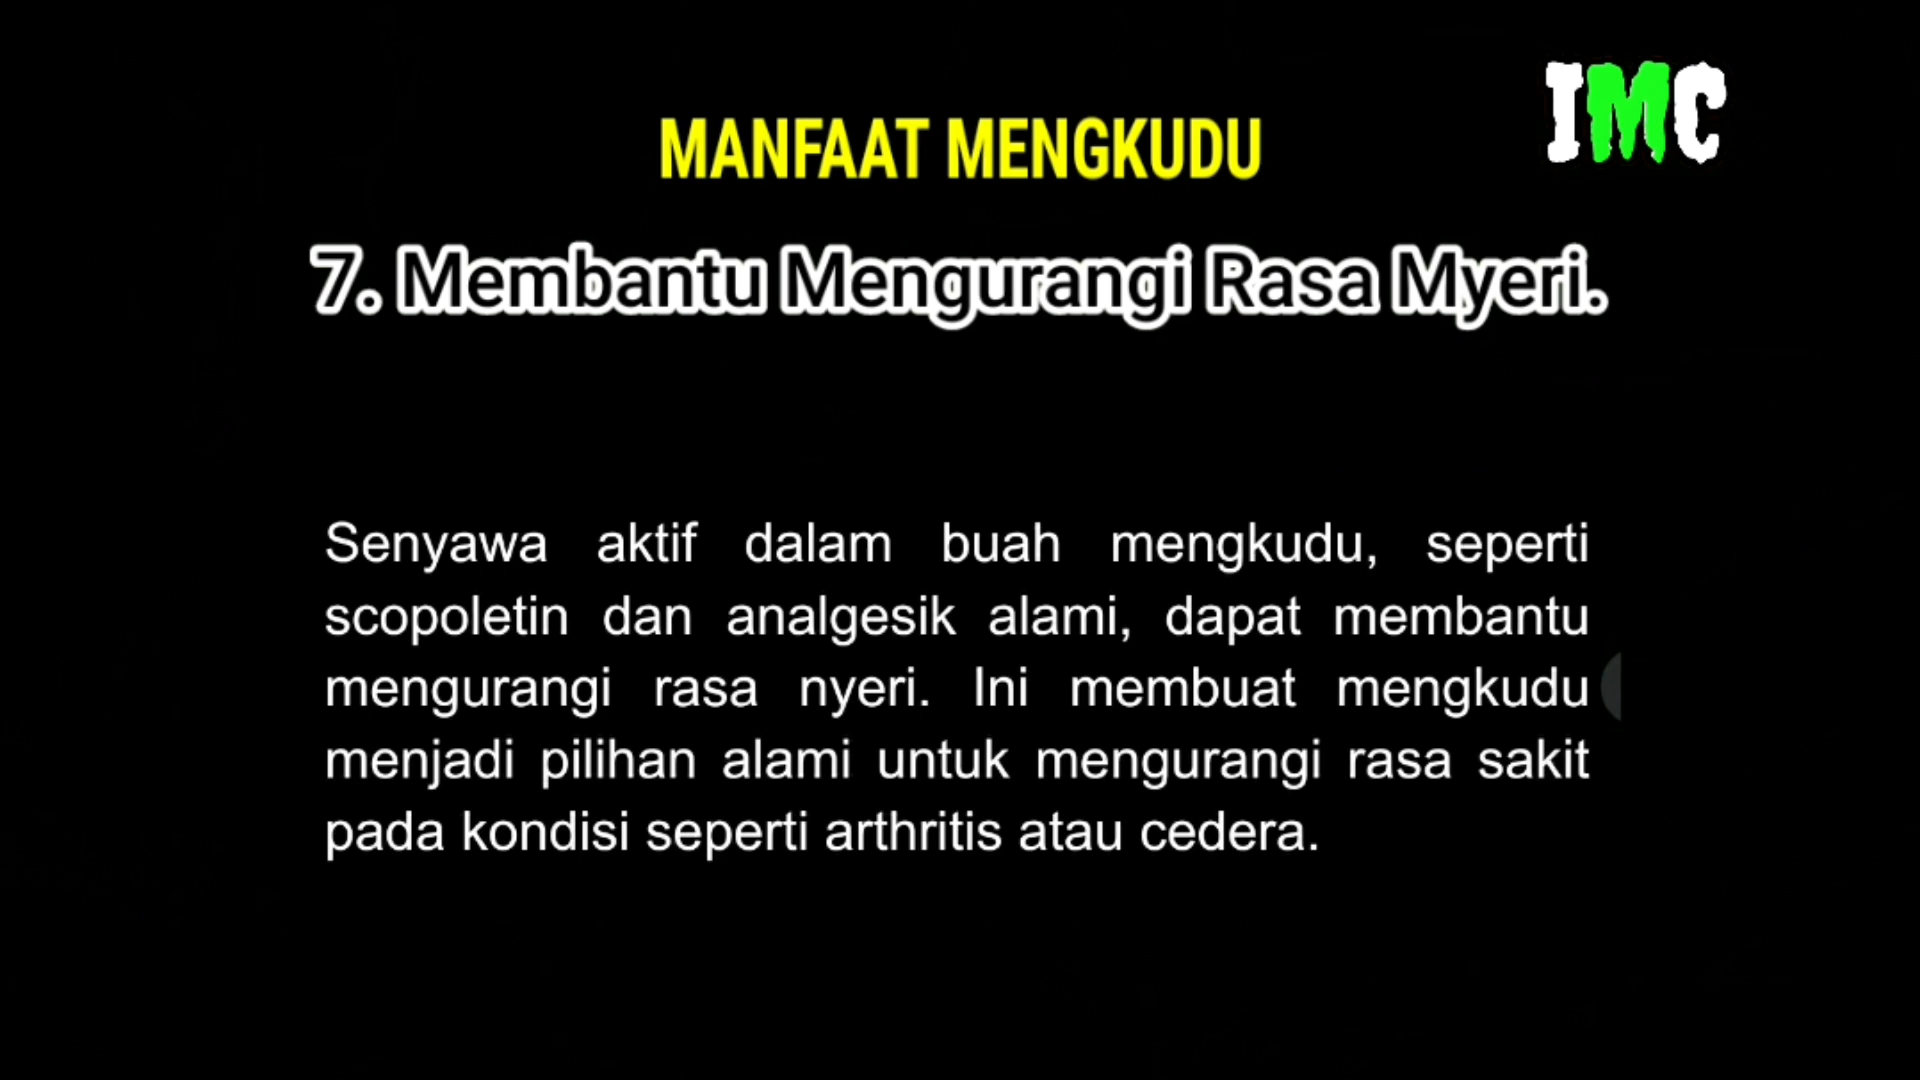 IMC
MANFAAT MENGKUDU
7. Membantu Mengurangi Rasa Myeri.
Senyawa aktif dalam buah mengkudu, seperti
scopoletin dan analgesik alami, dapat membantu
mengurangi rasa nyeri. Ini membuat mengkudu
menjadi pilihan alami untuk mengurangi rasa sakit
pada kondisi seperti arthritis atau cedera.